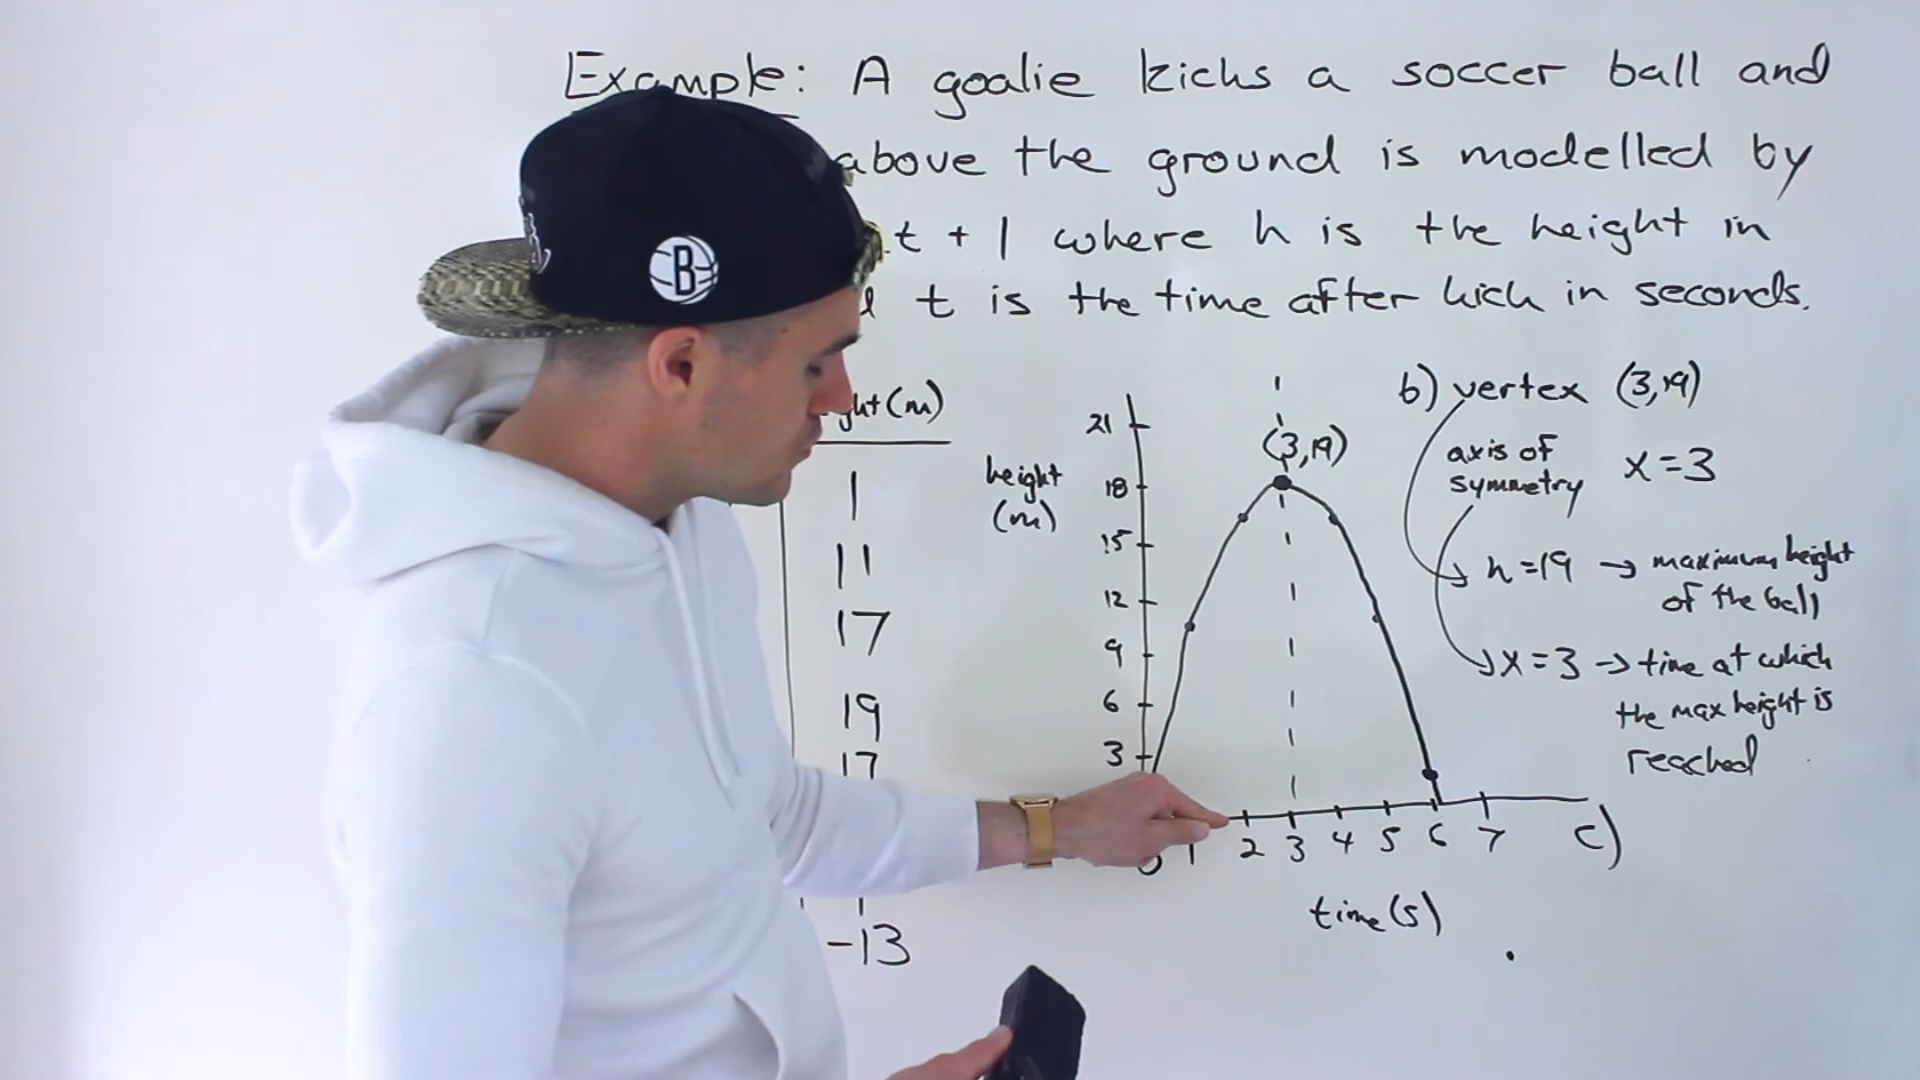 Example: A goalie kicks a soccer ball and
above the ground is modelled by
t + 1 where h is the height in
t is the time after kick in seconds.
ght (m)
1
11
17
19
17
1
-13
height
(m)
21
18
15
12
9
6
3
0 1 2 3 4 5 6 7
time (s)
(3,19)
b) vertex (3,19)
axis of
symmetry x = 3
h = 19 → maximum height
of the ball
x = 3 → time at which
the max height is
reached
c)
B